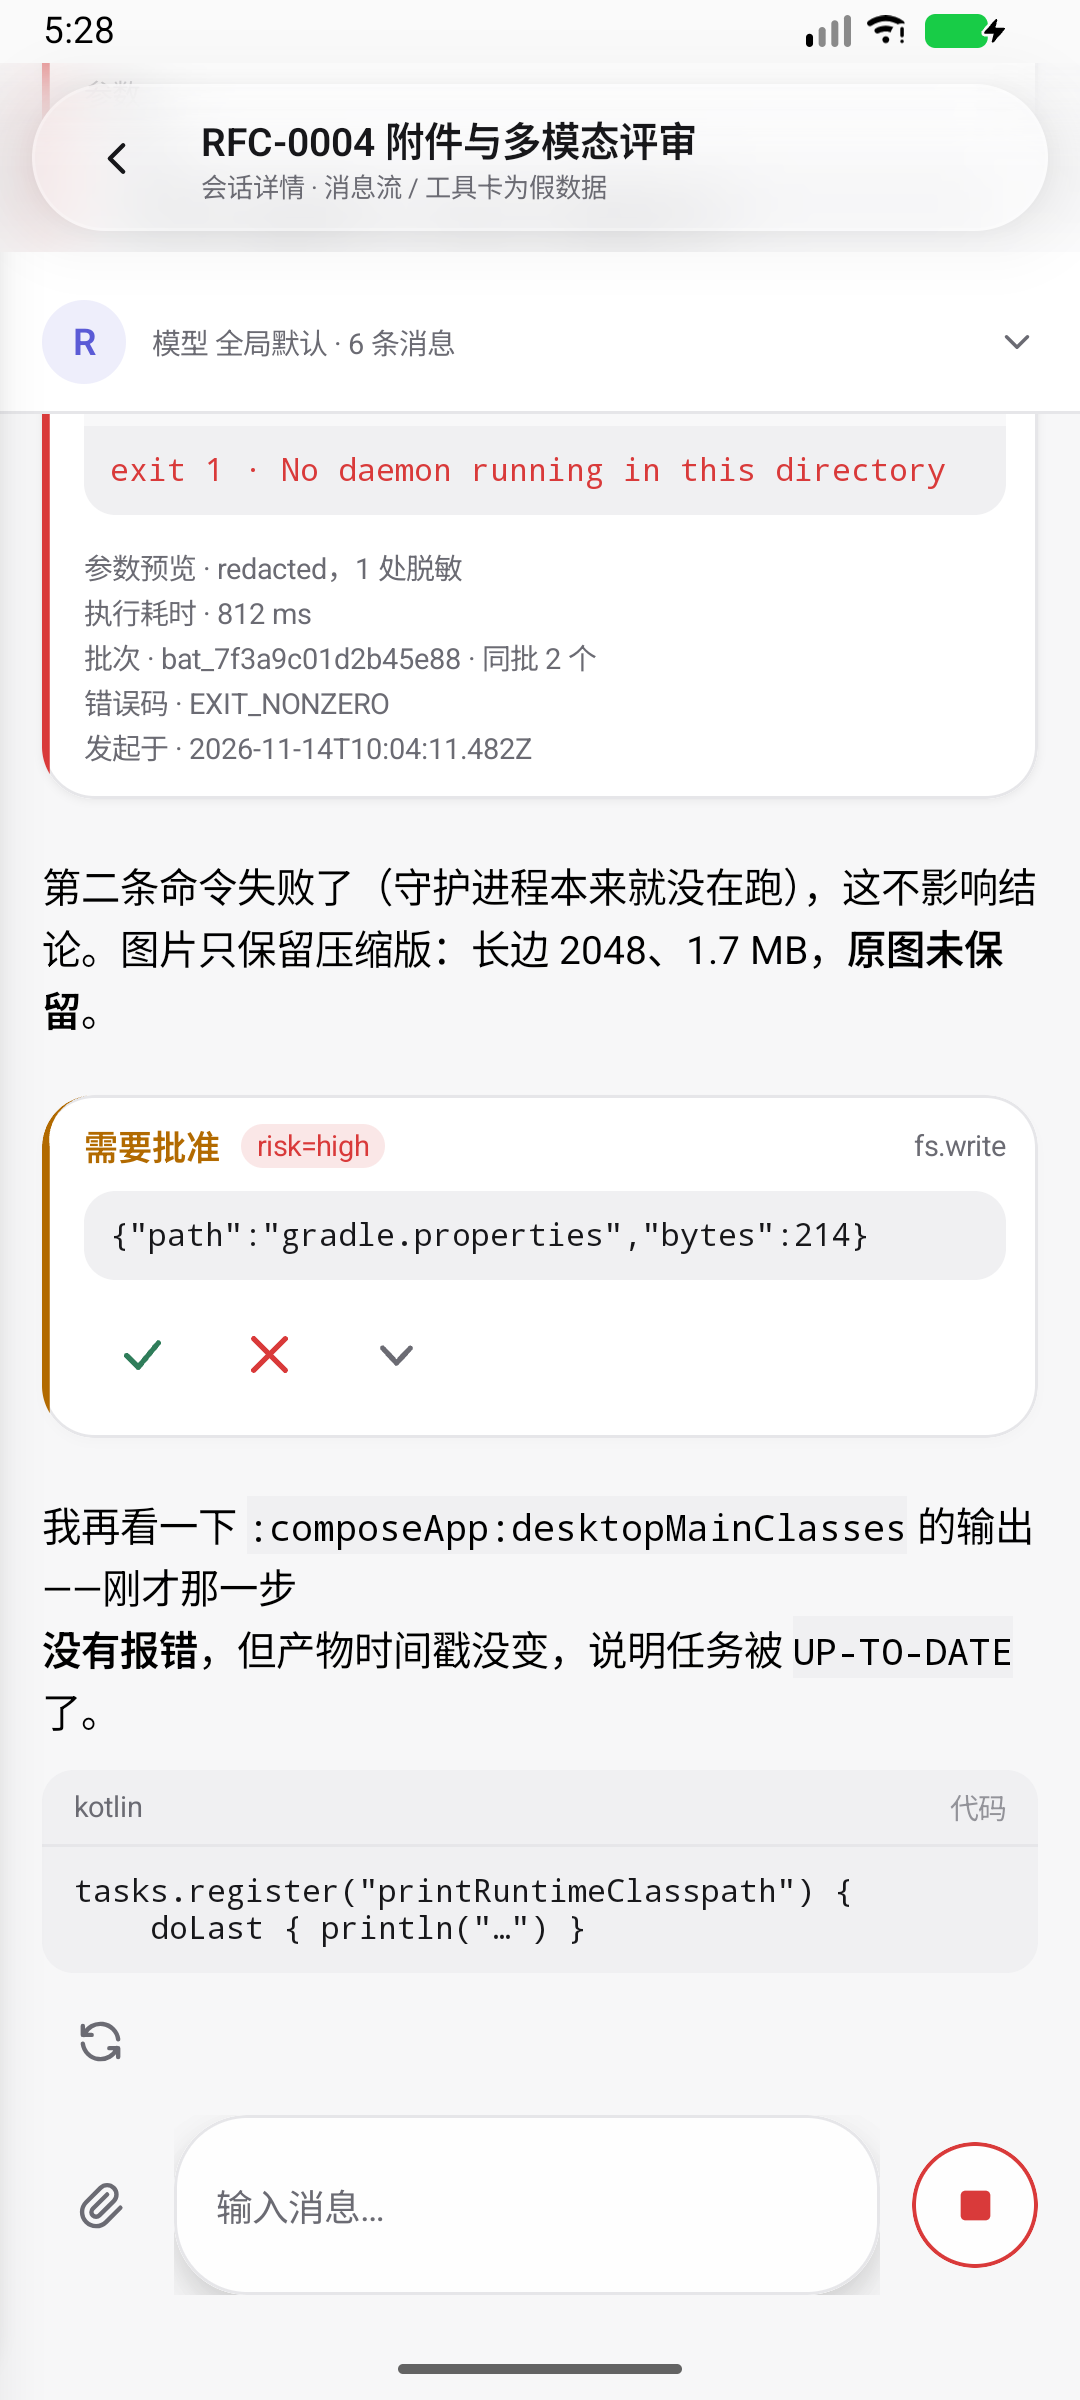 5:28
RFC-0004 附件与多模态评审
会话详情 · 消息流 / 工具卡为假数据
R
模型 全局默认 · 6 条消息
exit 1 · No daemon running in this directory
参数预览 · redacted，1 处脱敏
执行耗时 · 812 ms
批次 · bat_7f3a9c01d2b45e88 · 同批 2 个
错误码 · EXIT_NONZERO
发起于 · 2026-11-14T10:04:11.482Z
第二条命令失败了（守护进程本来就没在跑），这不影响结
论。图片只保留压缩版：长边 2048、1.7 MB，原图未保
留。
需要批准 risk=high fs.write
{"path":"gradle.properties","bytes":214}
我再看一下 :composeApp:desktopMainClasses 的输出
——刚才那一步
没有报错，但产物时间戳没变，说明任务被 UP-TO-DATE
了。
kotlin 代码
tasks.register("printRuntimeClasspath") {
    doLast { println("…") }
输入消息…